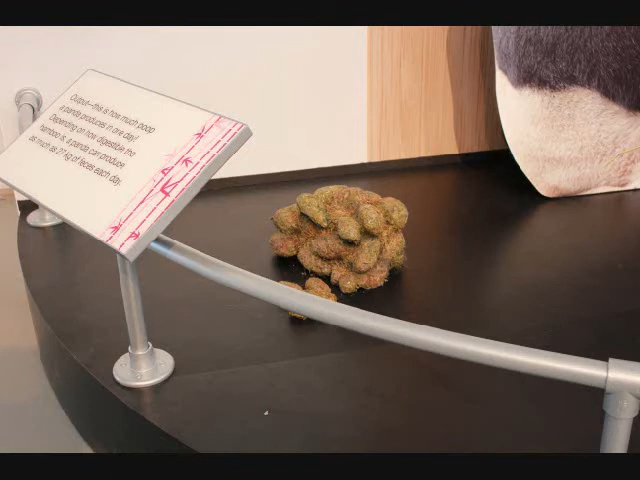 Output—this is how much poop
a panda produces in one day!
Depending on how digestible the
bamboo is, a panda can produce
as much as 27 kg of feces each day.